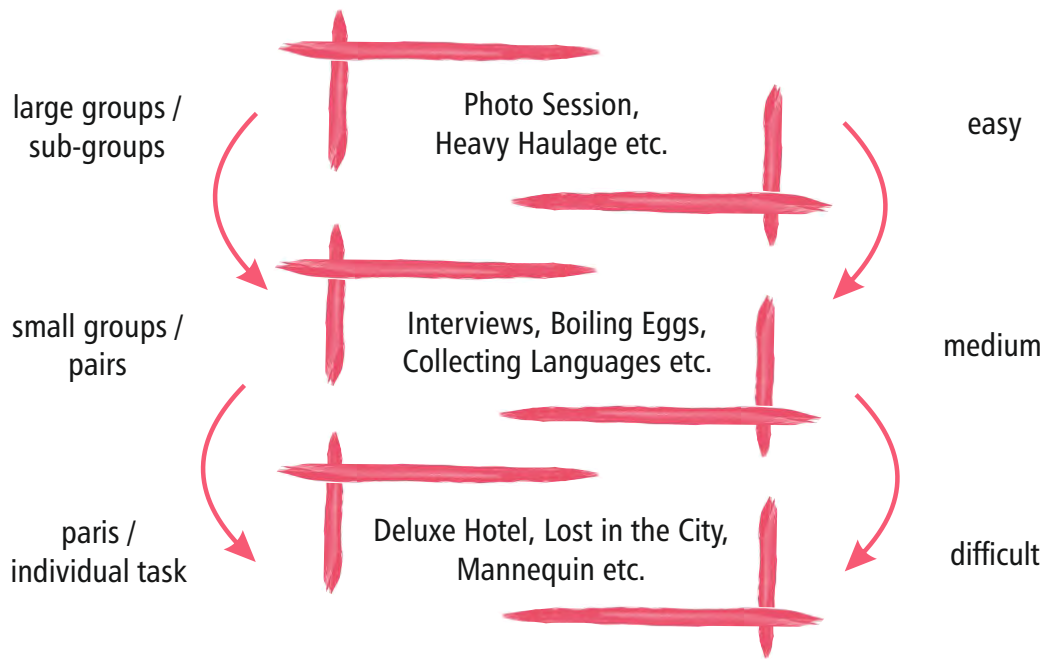 large groups /
sub-groups
Photo Session,
Heavy Haulage etc.
easy
small groups /
pairs
Interviews, Boiling Eggs,
Collecting Languages etc.
medium
paris /
individual task
Deluxe Hotel, Lost in the City,
Mannequin etc.
difficult